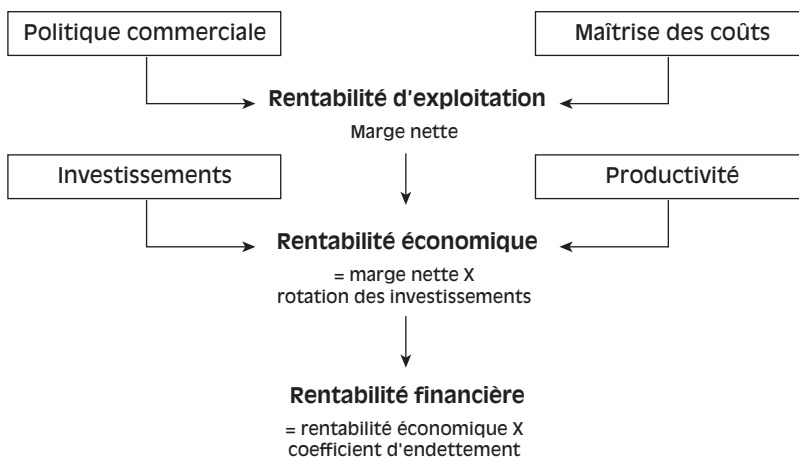 Politique commerciale
Maîtrise des coûts
Rentabilité d'exploitation
Marge nette
Investissements
Productivité
Rentabilité économique
= marge nette X
rotation des investissements
Rentabilité financière
= rentabilité économique X
coefficient d'endettement